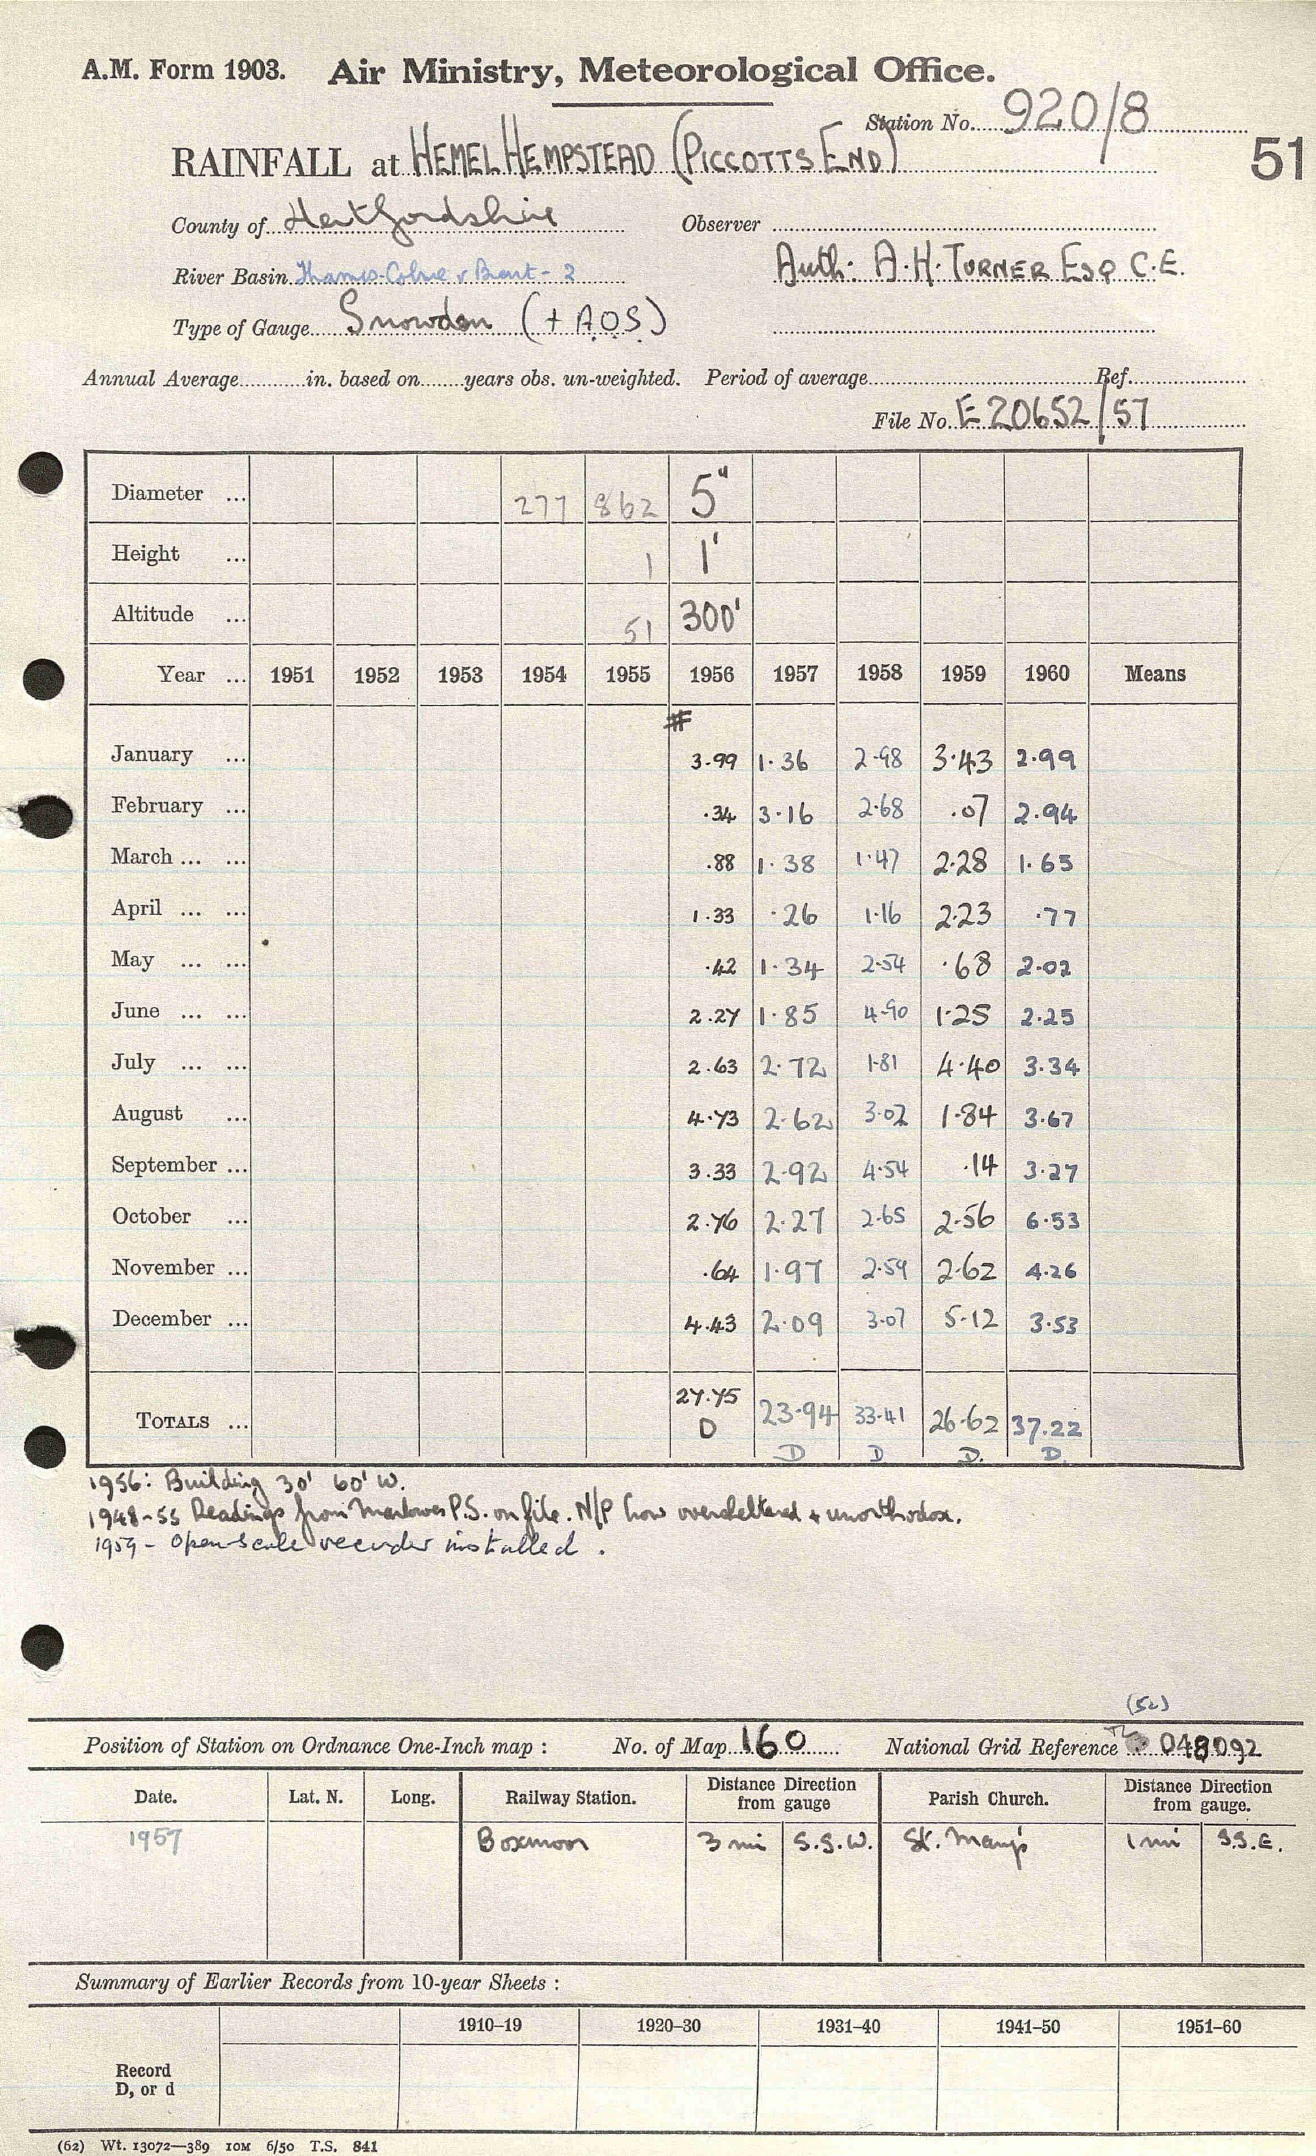 A.M. Form 1903. Air Ministry, Meteorological Office.
Station No. 920/8
51
RAINFALL at HEMEL HEMPSTEAD (PICCOTTS END)
County of Hertfordshire Observer
River Basin Thames-Colne & Brent - 2 Auth: A.H. TURNER ESQ C.E.
Type of Gauge Snowdon (+ A.O.S.)
Annual Average in. based on years obs. un-weighted. Period of average Ref.
File No. E 20652/57
Diameter ... 277 862 5"
Height ... 1 1'
Altitude ... 51 300'
Year ... 1951 1952 1953 1954 1955 1956 1957 1958 1959 1960 Means
#
January ... 3.99 1.36 2.98 3.43 2.99
February ... .34 3.16 2.68 .07 2.94
March ... ... .88 1.38 1.47 2.28 1.65
April ... ... 1.33 .26 1.16 2.23 .77
May ... ... .42 1.34 2.54 .68 2.02
June ... ... 2.27 1.85 4.90 1.25 2.25
July ... ... 2.63 2.72 1.81 4.40 3.34
August ... 4.73 2.62 3.02 1.84 3.67
September ... 3.33 2.92 4.54 .14 3.27
October ... 2.76 2.27 2.65 2.56 6.53
November ... .64 1.97 2.59 2.62 4.26
December ... 4.43 2.09 3.07 5.12 3.53
TOTALS ... 27.75 23.94 33.41 26.62 37.22
D D D D. D.
1956: Building 30' 60' W.
1948-55 Readings from Marlowes P.S. on file. N/P how oversheltered + unorthodox.
1959 - Open scale recorder installed.
(52)
Position of Station on Ordnance One-Inch map : No. of Map 160 National Grid Reference TL 048092
Date. Lat. N. Long. Railway Station. Distance Direction from gauge Parish Church. Distance Direction from gauge.
1957 Boxmoor 3 mi S.S.W. St. Mary's 1 mi S.S.E.
Summary of Earlier Records from 10-year Sheets :
1910–19 1920–30 1931–40 1941–50 1951–60
Record
D, or d
(62) Wt. 13072—389 10M 6/50 T.S. 841